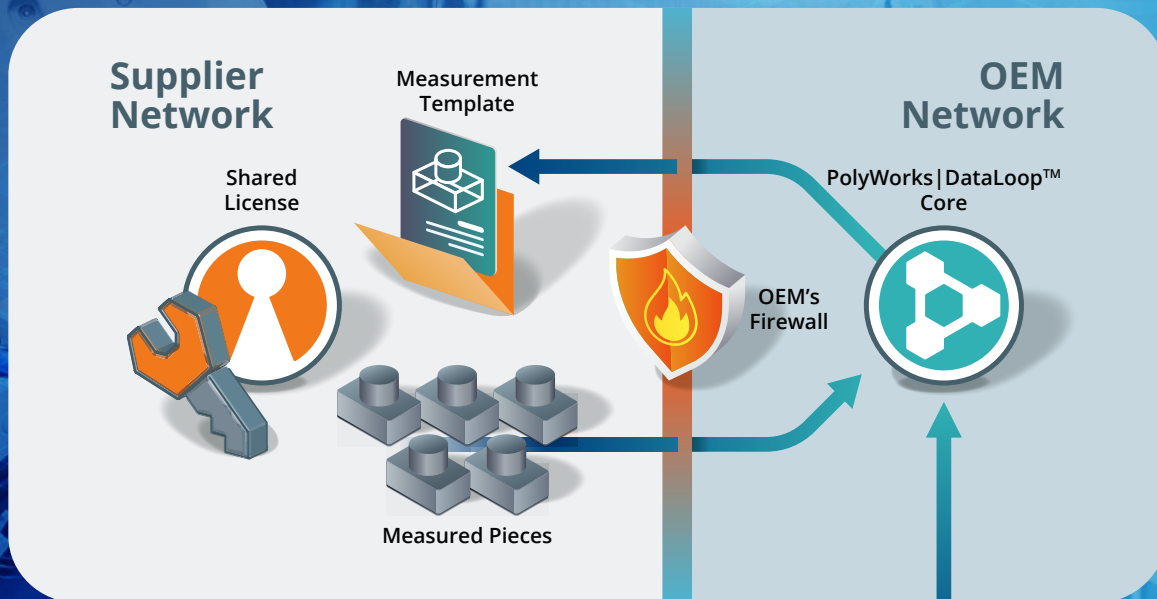 Supplier
Network
Measurement
Template
OEM
Network
Shared
License
PolyWorks|DataLoop™
Core
OEM’s
Firewall
Measured Pieces